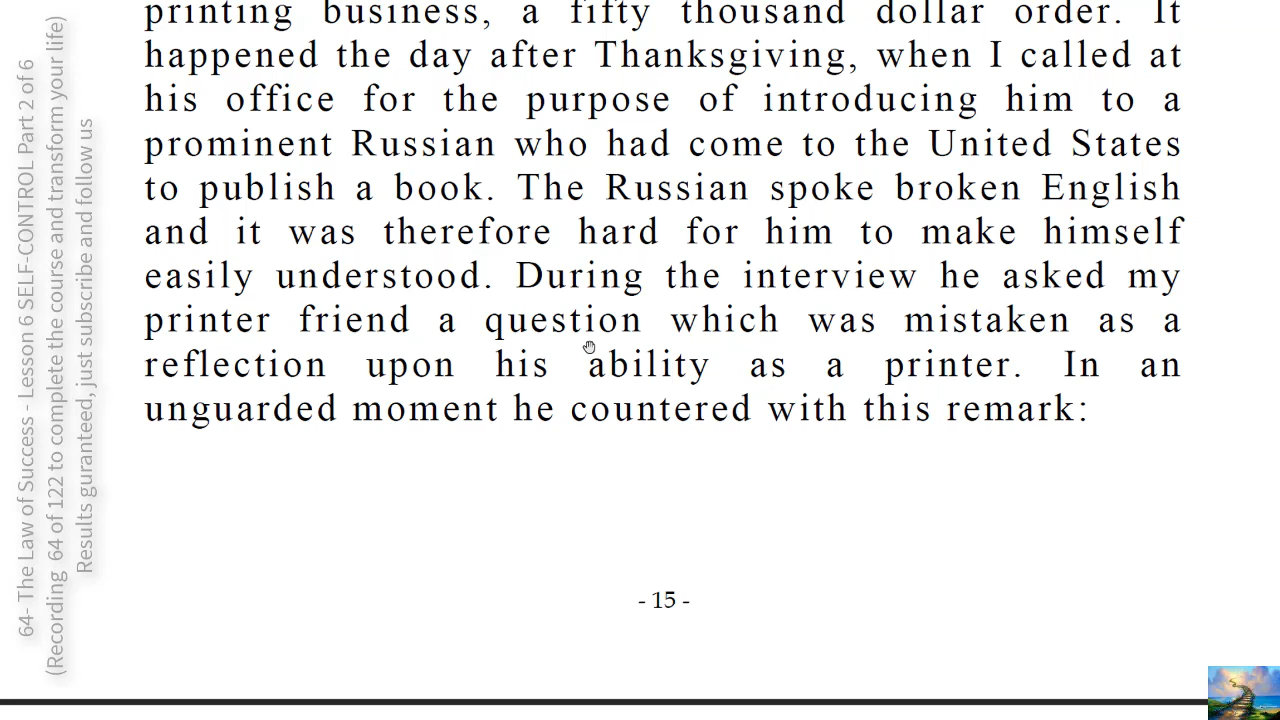 printing business, a fifty thousand dollar order. It
happened the day after Thanksgiving, when I called at
his office for the purpose of introducing him to a
prominent Russian who had come to the United States
to publish a book. The Russian spoke broken English
and it was therefore hard for him to make himself
easily understood. During the interview he asked my
printer friend a question which was mistaken as a
reflection upon his ability as a printer. In an
unguarded moment he countered with this remark:
- 15 -
64- The Law of Success - Lesson 6 SELF-CONTROL Part 2 of 6
(Recording 64 of 122 to complete the course and transform your life)
Results guranteed, just subscribe and follow us